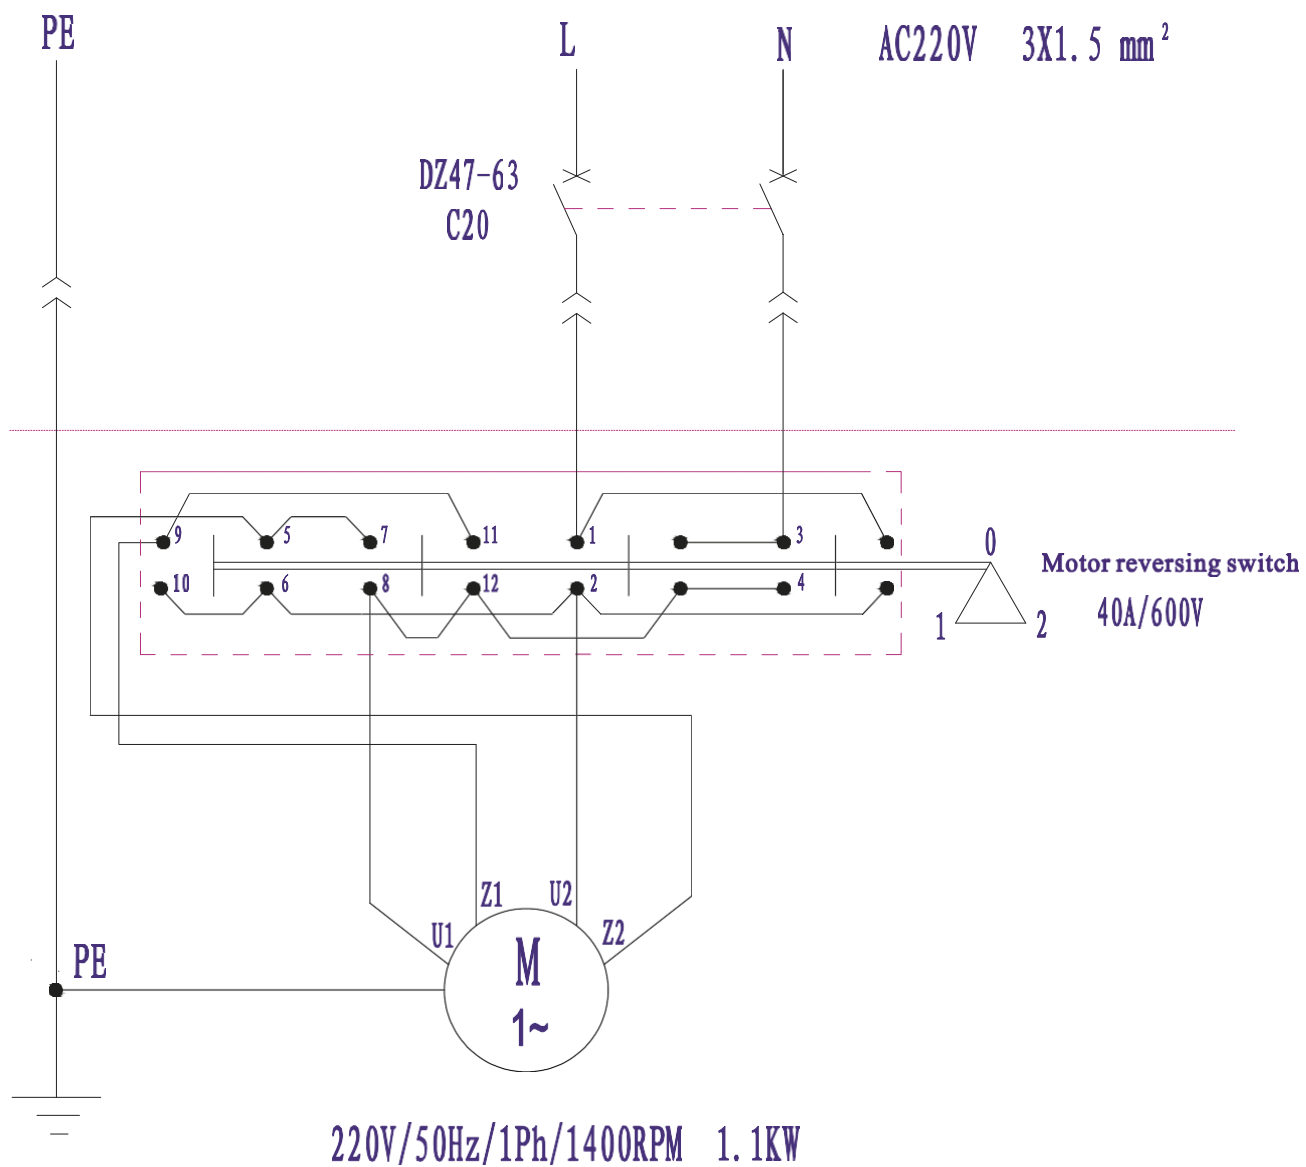 PE
L
N
AC220V 3X1.5 mm²
DZ47-63
C20
9
5
7
11
1
3
0
Motor reversing switch
10
6
8
12
2
4
1
2
40A/600V
Z1
U2
U1
Z2
PE
M
1~
220V/50Hz/1Ph/1400RPM 1.1KW